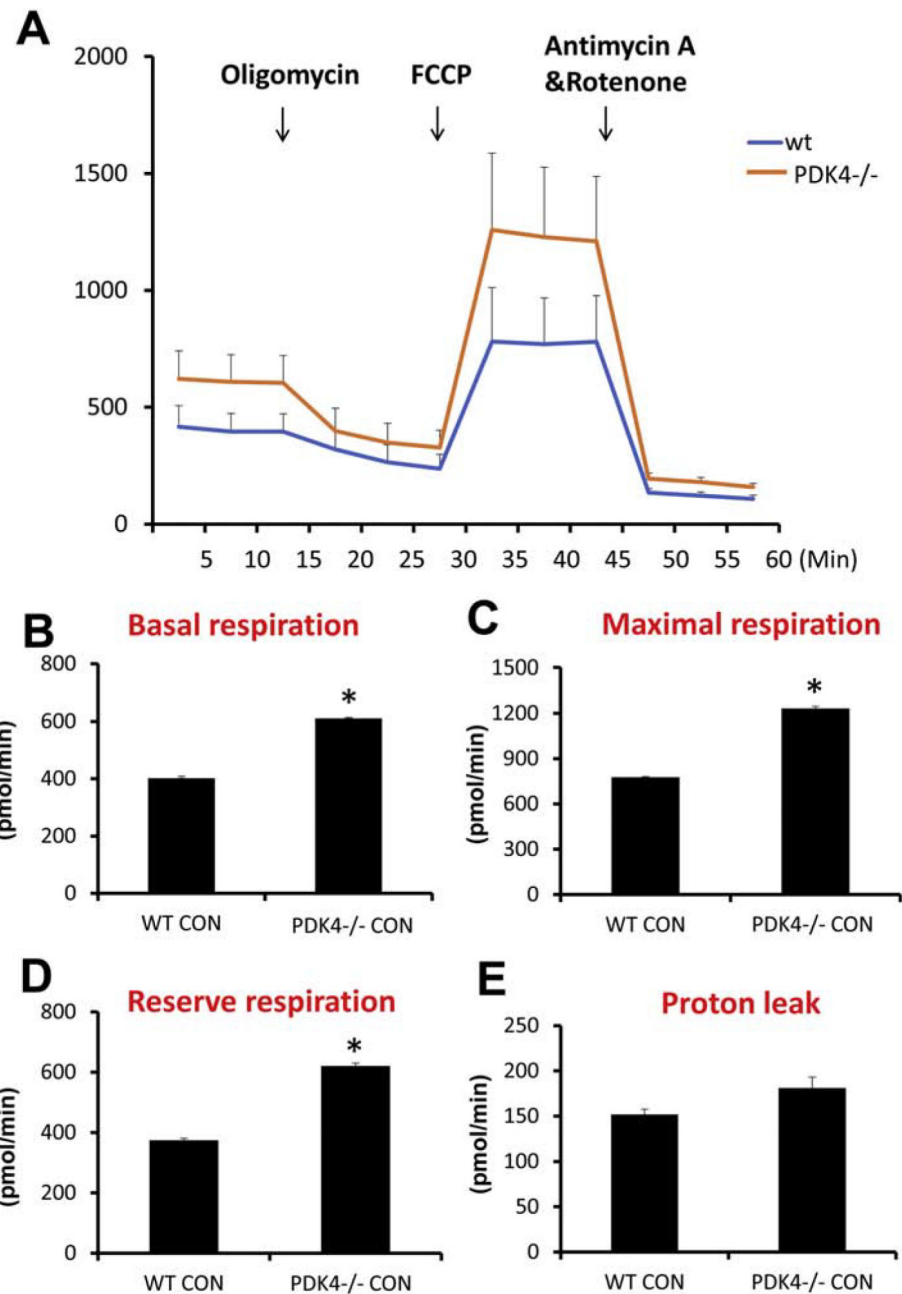 A
2000
1500
1000
500
0
Oligomycin
FCCP
Antimycin A
&Rotenone
wt
PDK4-/-
5 10 15 20 25 30 35 40 45 50 55 60 (Min)
B
Basal respiration
(pmol/min)
800
600
400
200
0
*
WT CON PDK4-/- CON
C
Maximal respiration
(pmol/min)
1500
1200
900
600
300
0
*
WT CON PDK4-/- CON
D
Reserve respiration
(pmol/min)
800
600
400
200
0
*
WT CON PDK4-/- CON
E
Proton leak
(pmol/min)
250
200
150
100
50
0
WT CON PDK4-/- CON